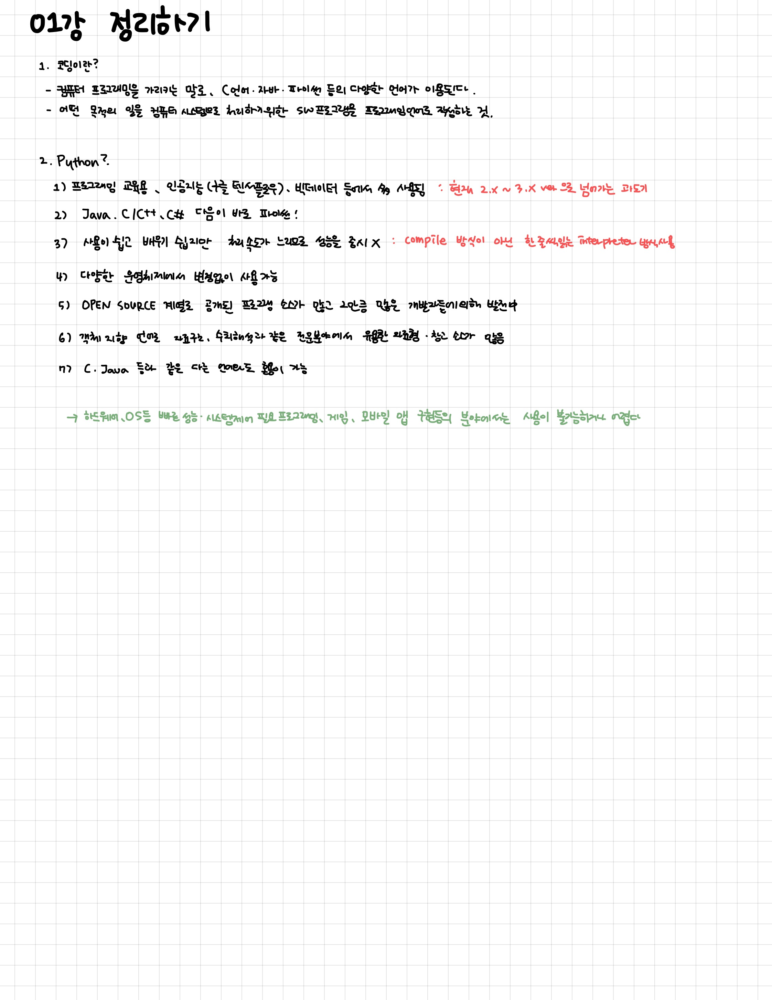 01강 정리하기
1. 코딩이란?
- 컴퓨터 프로그래밍을 가리키는 말로、C언어·자바·파이썬 등의 다양한 언어가 이용된다.
- 어떤 목적의 일을 컴퓨터 시스템으로 처리하기위한 SW프로그램을 프로그래밍언어로 작성하는 것.
2. Python?
1) 프로그래밍 교육용、인공지능(구글 텐서플로우)、빅데이터 등에서 多 사용됨 : 현재 2.X ~ 3.X ver 으로 넘어가는 과도기
2) Java. C/C++、C# 다음이 바로 파이썬!
3) 사용이 쉽고 배우기 쉽지만 처리 속도가 느리므로 성능을 중시 X : compile 방식이 아닌 한 줄씩읽는 interpreter 방식사용
4) 다양한 운영체제에서 변경없이 사용 가능
5) OPEN SOURCE 계열로 공개된 프로그램 소스가 많고 그만큼 많은 개발자들에의해 발전中
6) 객체 지향 언어로 자료구조、수치해석과 같은 전문분야에서 유용한 자료형·참고 소스가 많음
7) C. Java 등과 같은 다른 언어와도 혼용이 가능
→ 하드웨어、OS등 빠른 성능·시스템제어 필요 프로그래밍、게임、모바일 앱 구현등의 분야에서는 사용이 불가능하거나 어렵다